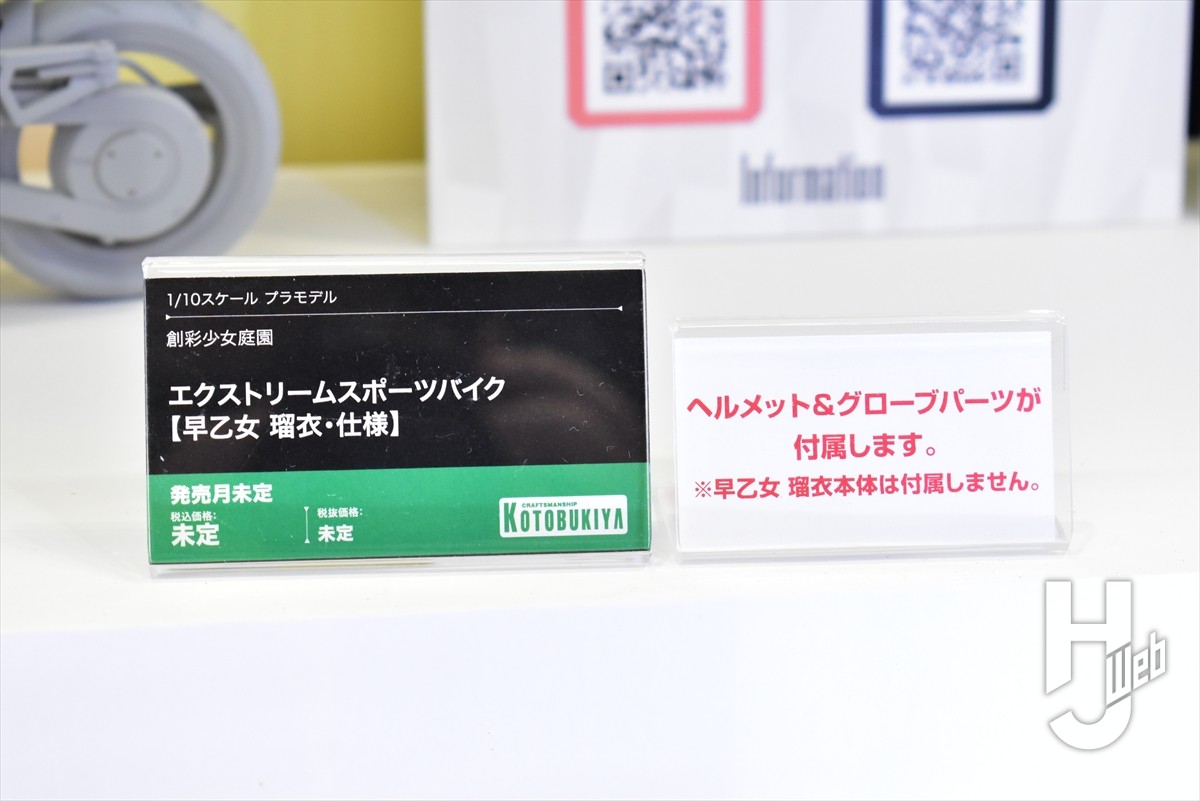 Information
1/10スケール プラモデル
創彩少女庭園
エクストリームスポーツバイク
【早乙女 瑠衣・仕様】
発売月未定
税込価格:
未定
税抜価格:
未定
CRAFTSMANSHIP
KOTOBUKIYA
ヘルメット&グローブパーツが
付属します。
※早乙女 瑠衣本体は付属しません。
HJ Web